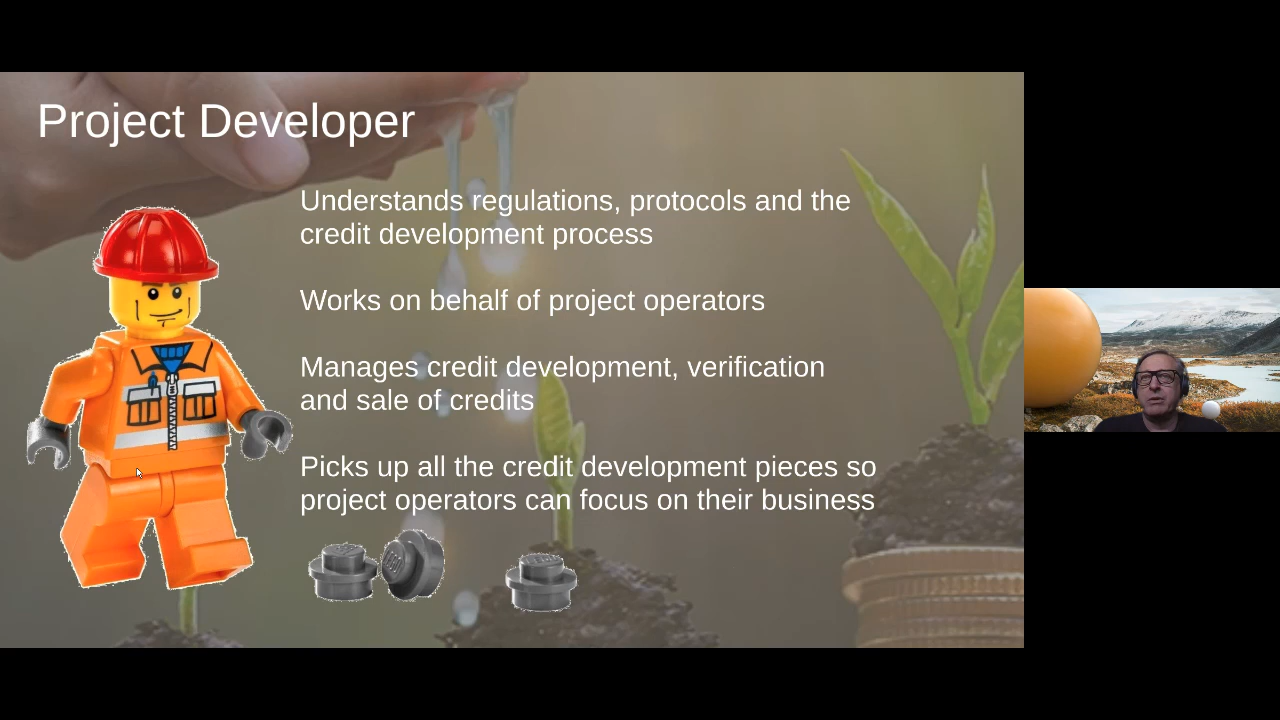 Project Developer
Understands regulations, protocols and the
credit development process
Works on behalf of project operators
Manages credit development, verification
and sale of credits
Picks up all the credit development pieces so
project operators can focus on their business